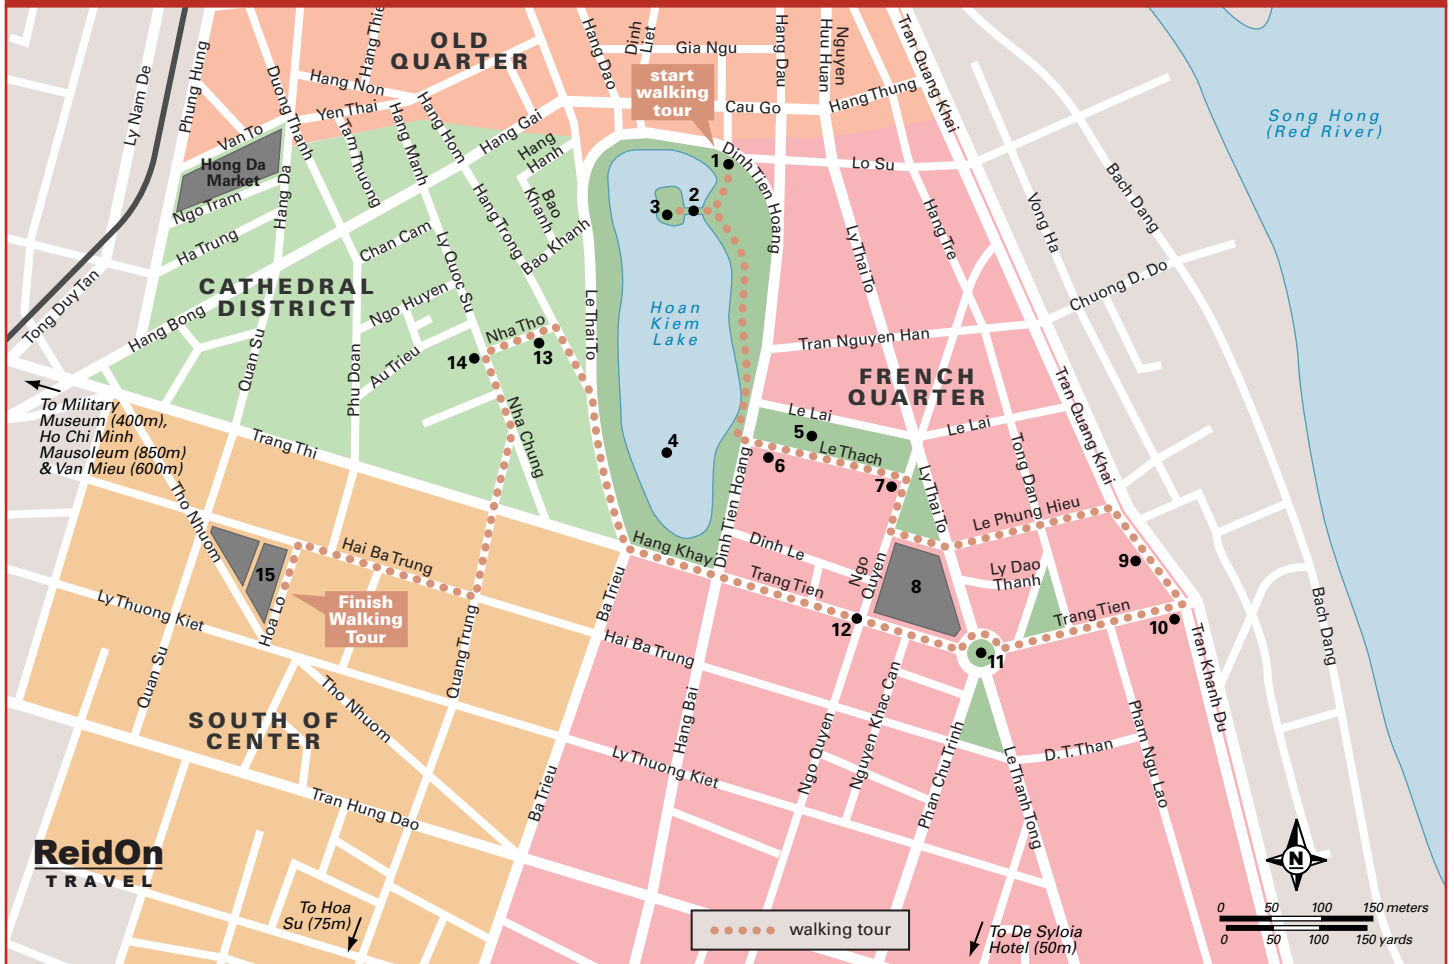 OLD
QUARTER
Hang Thie
Hang Dao
Dinh
Liet
Gia Ngu
Hang Dau
Huu Huan
Nguyen
Tran Quang Khai
Ly Nam De
Phung Hung
Duong Thanh
Hang Non
Yen Thai
Hang Manh
Hang Hom
Hang Gai
start
walking
tour
Cau Go
Hang Thung
Song Hong
(Red River)
Van To
Hong Da
Market
Ngo Tram
Hang Da
Tam Thuong
Hang
Hanh
Bao
Khanh
Bao Khanh
Hang Trong
1
2
3
Dinh Tien Hoang
Lo Su
Bach Dang
Vong Ha
Hang Tre
Ly Thai To
Ha Trung
Chan Cam
Ly Quoc Su
CATHEDRAL
DISTRICT
Ngo Huyen
Tong Duy Tan
Hang Bong
Quan Su
Phu Doan
Au Trieu
Nha Tho
13
14
Le Thai To
Hoan
Kiem
Lake
Chuong D. Do
Tran Nguyen Han
FRENCH
QUARTER
Tran Quang Khai
To Military
Museum (400m),
Ho Chi Minh
Mausoleum (850m)
& Van Mieu (600m)
Trang Thi
Nha Chung
4
Le Lai
5
Le Thach
6
7
Le Lai
Ly Thai To
Tong Dan
Le Phung Hieu
Tho Nhuom
Hai Ba Trung
15
Finish
Walking
Tour
Hoa Lo
Ly Thuong Kiet
Quan Su
Quang Trung
Hang Khay
Dinh Tien Hoang
Dinh Le
Trang Tien
Ngo
Quyen
8
Ly Dao
Thanh
9
Trang Tien
10
11
12
Ba Trieu
Hai Ba Trung
Hang Bai
Bach Dang
Tran Khanh Du
SOUTH OF
CENTER
Tho Nhuom
Tran Hung Dao
Ba Trieu
Ly Thuong Kiet
Ngo Quyen
Nguyen Khac Can
Phan Chu Trinh
Le Thanh Tong
D.T. Than
Pham Ngu Lao
ReidOn
TRAVEL
To Hoa
Su (75m)
walking tour
To De Syloia
Hotel (50m)
N
0 50 100 150 meters
0 50 100 150 yards